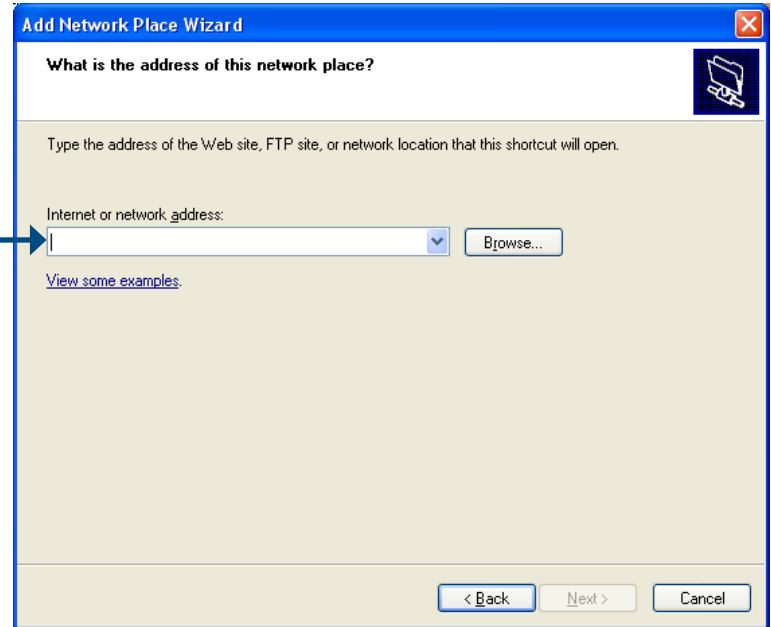 Add Network Place Wizard
What is the address of this network place?
Type the address of the Web site, FTP site, or network location that this shortcut will open.
Internet or network address:
Browse...
View some examples.
< Back Next > Cancel